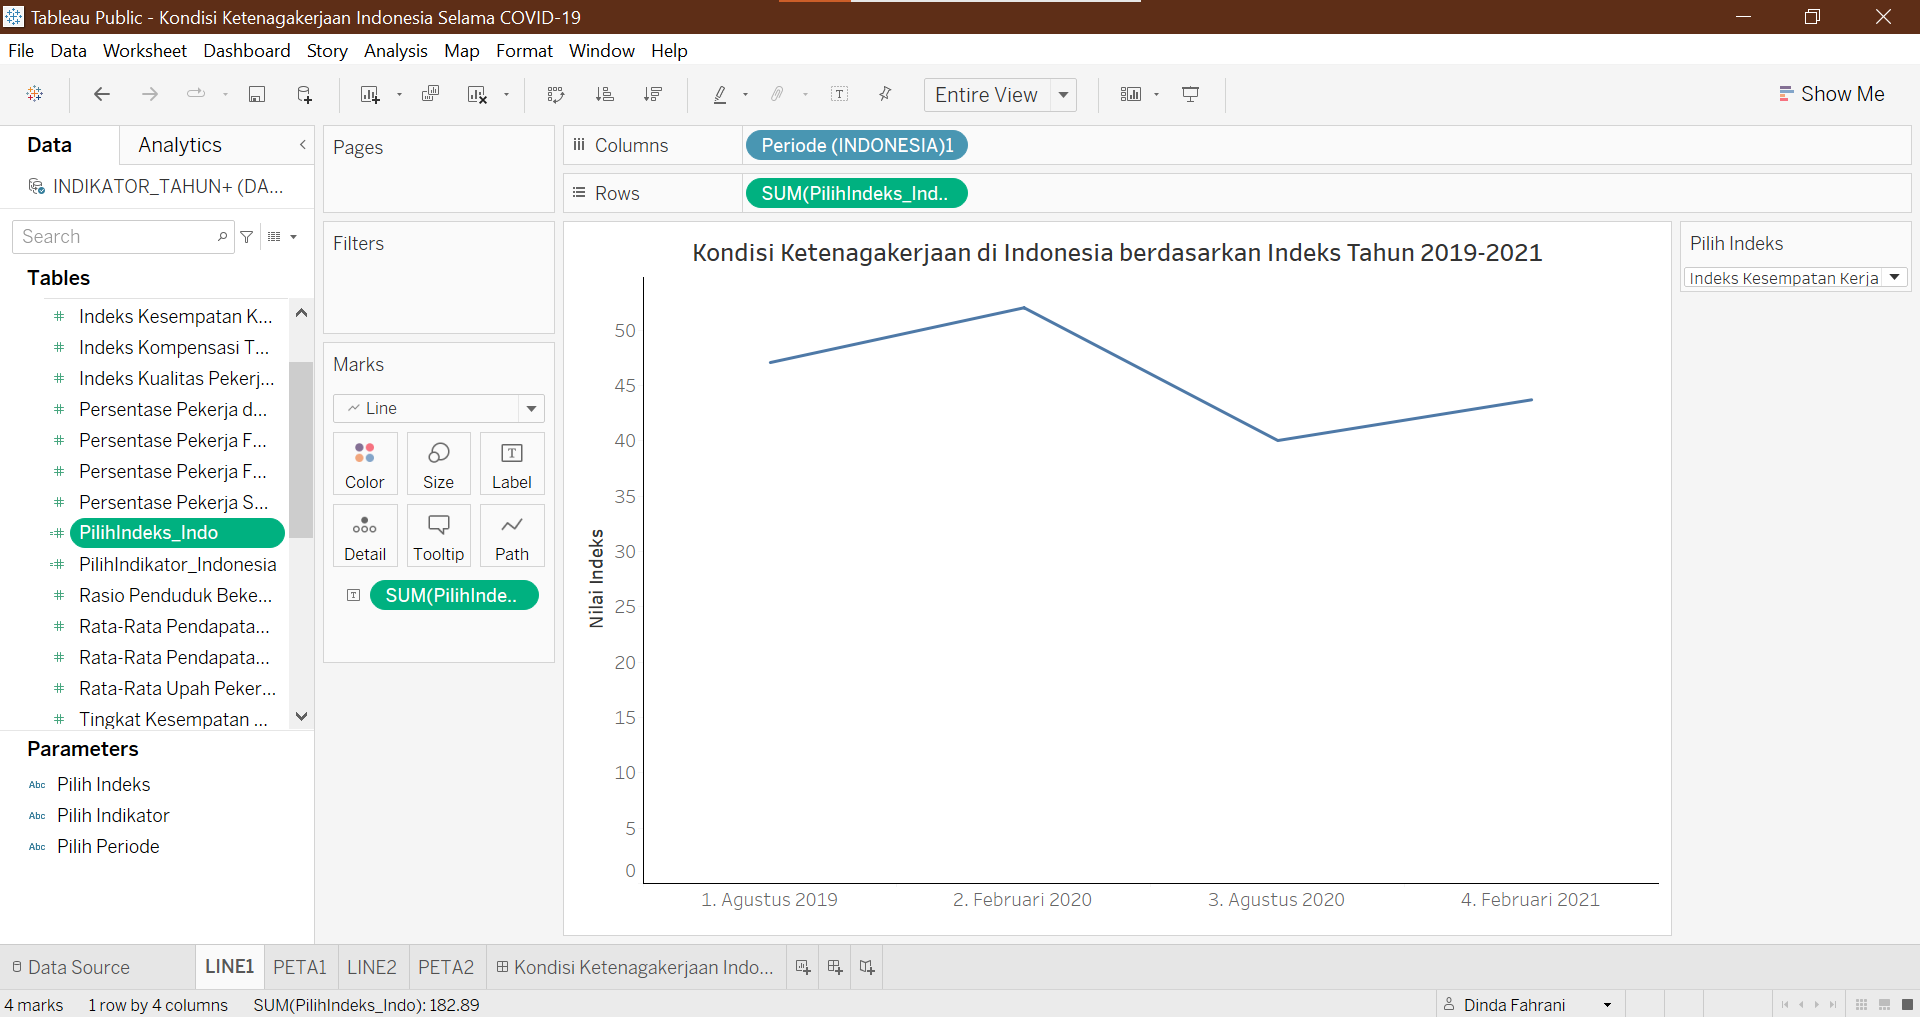 Tableau Public - Kondisi Ketenagakerjaan Indonesia Selama COVID-19
File Data Worksheet Dashboard Story Analysis Map Format Window Help
Entire View
Show Me
Data Analytics
INDIKATOR_TAHUN+ (DA...
Search
Tables
Indeks Kesempatan K...
Indeks Kompensasi T...
Indeks Kualitas Pekerj...
Persentase Pekerja d...
Persentase Pekerja F...
Persentase Pekerja F...
Persentase Pekerja S...
PilihIndeks_Indo
PilihIndikator_Indonesia
Rasio Penduduk Beke...
Rata-Rata Pendapata...
Rata-Rata Pendapata...
Rata-Rata Upah Peker...
Tingkat Kesempatan ...
Parameters
Abc Pilih Indeks
Abc Pilih Indikator
Abc Pilih Periode
Pages
Filters
Marks
Line
Color Size Label
Detail Tooltip Path
T SUM(PilihInde..
Columns Periode (INDONESIA)1
Rows SUM(PilihIndeks_Ind..
Kondisi Ketenagakerjaan di Indonesia berdasarkan Indeks Tahun 2019-2021
Nilai Indeks
50
45
40
35
30
25
20
15
10
5
0
1. Agustus 2019 2. Februari 2020 3. Agustus 2020 4. Februari 2021
Pilih Indeks
Indeks Kesempatan Kerja
Data Source LINE1 PETA1 LINE2 PETA2 Kondisi Ketenagakerjaan Indo...
4 marks 1 row by 4 columns SUM(PilihIndeks_Indo): 182.89 Dinda Fahrani